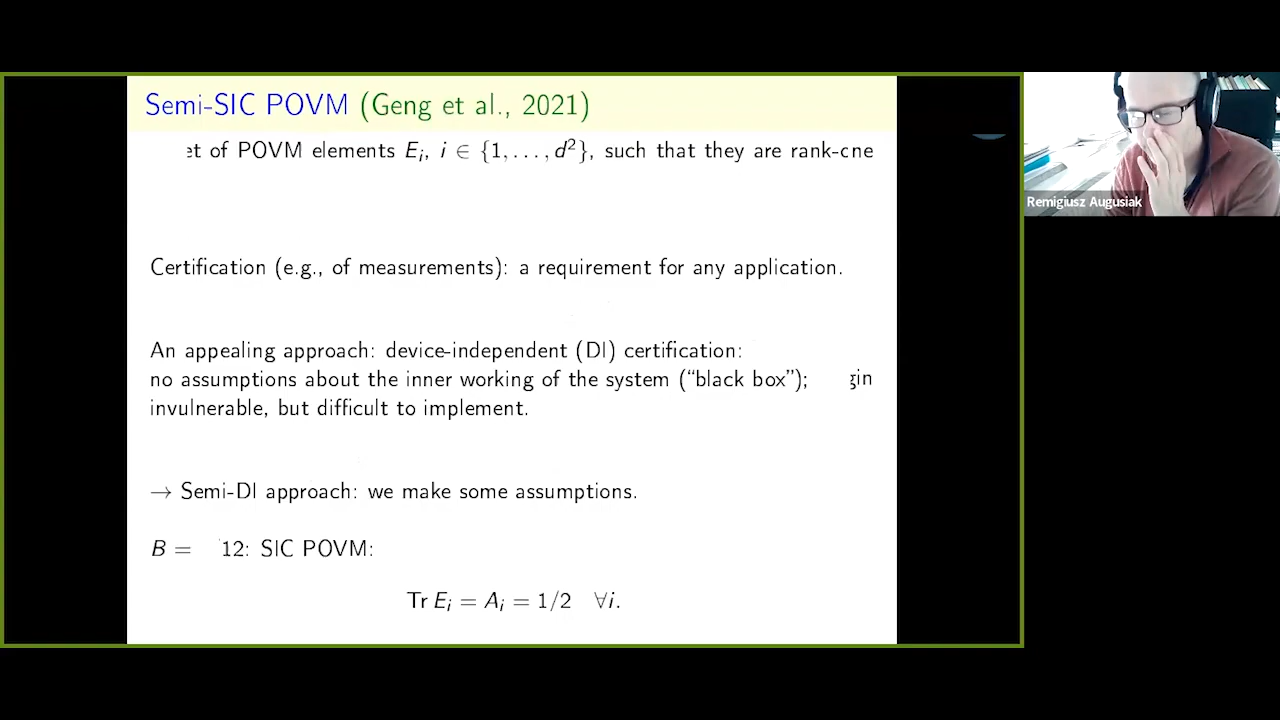 Semi-SIC POVM (Geng et al., 2021)
et of POVM elements E_i, i ∈ {1, . . . , d²}, such that they are rank-cne
Certification (e.g., of measurements): a requirement for any application.
An appealing approach: device-independent (DI) certification:
no assumptions about the inner working of the system (“black box”);
invulnerable, but difficult to implement.
→ Semi-DI approach: we make some assumptions.
B = 12: SIC POVM:
Tr E_i = A_i = 1/2 ∀i.
Remigiusz Augusiak